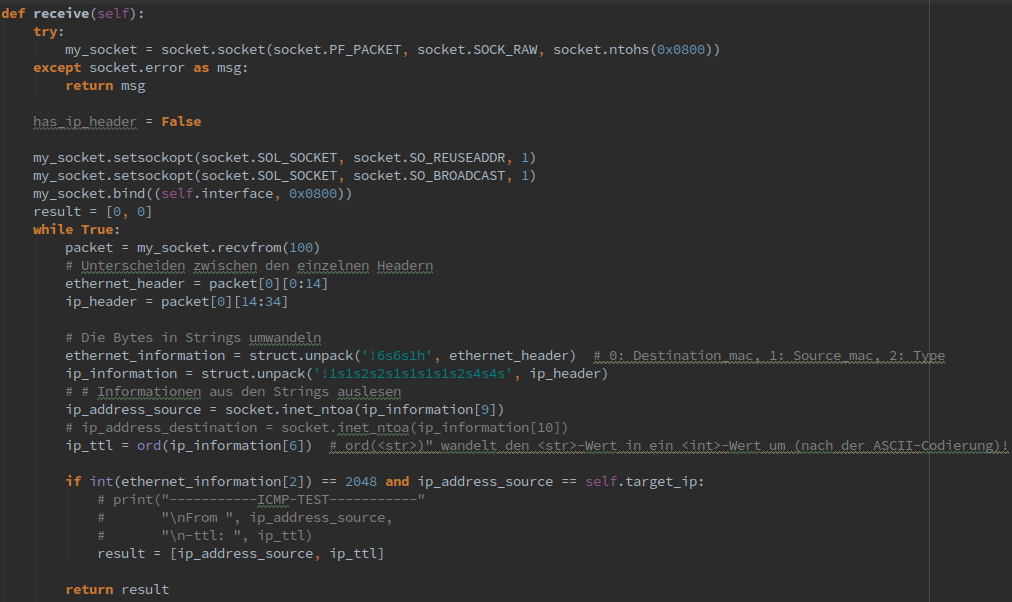 def receive(self):
    try:
        my_socket = socket.socket(socket.PF_PACKET, socket.SOCK_RAW, socket.ntohs(0x0800))
    except socket.error as msg:
        return msg

    has_ip_header = False

    my_socket.setsockopt(socket.SOL_SOCKET, socket.SO_REUSEADDR, 1)
    my_socket.setsockopt(socket.SOL_SOCKET, socket.SO_BROADCAST, 1)
    my_socket.bind((self.interface, 0x0800))
    result = [0, 0]
    while True:
        packet = my_socket.recvfrom(100)
        # Unterscheiden zwischen den einzelnen Headern
        ethernet_header = packet[0][0:14]
        ip_header = packet[0][14:34]

        # Die Bytes in Strings umwandeln
        ethernet_information = struct.unpack('!6s6s1h', ethernet_header)  # 0: Destination_mac, 1: Source_mac, 2: Type
        ip_information = struct.unpack('!1s1s2s2s1s1s1s1s2s4s4s', ip_header)
        # # Informationen aus den Strings auslesen
        ip_address_source = socket.inet_ntoa(ip_information[9])
        # ip_address_destination = socket.inet_ntoa(ip_information[10])
        ip_ttl = ord(ip_information[6])  # ord(<str>)" wandelt den <str>-Wert in ein <int>-Wert um (nach der ASCII-Codierung)!

        if int(ethernet_information[2]) == 2048 and ip_address_source == self.target_ip:
            # print("-----------ICMP-TEST-----------"
            #       "\nFrom ", ip_address_source,
            #       "\n-ttl: ", ip_ttl)
            result = [ip_address_source, ip_ttl]

        return result